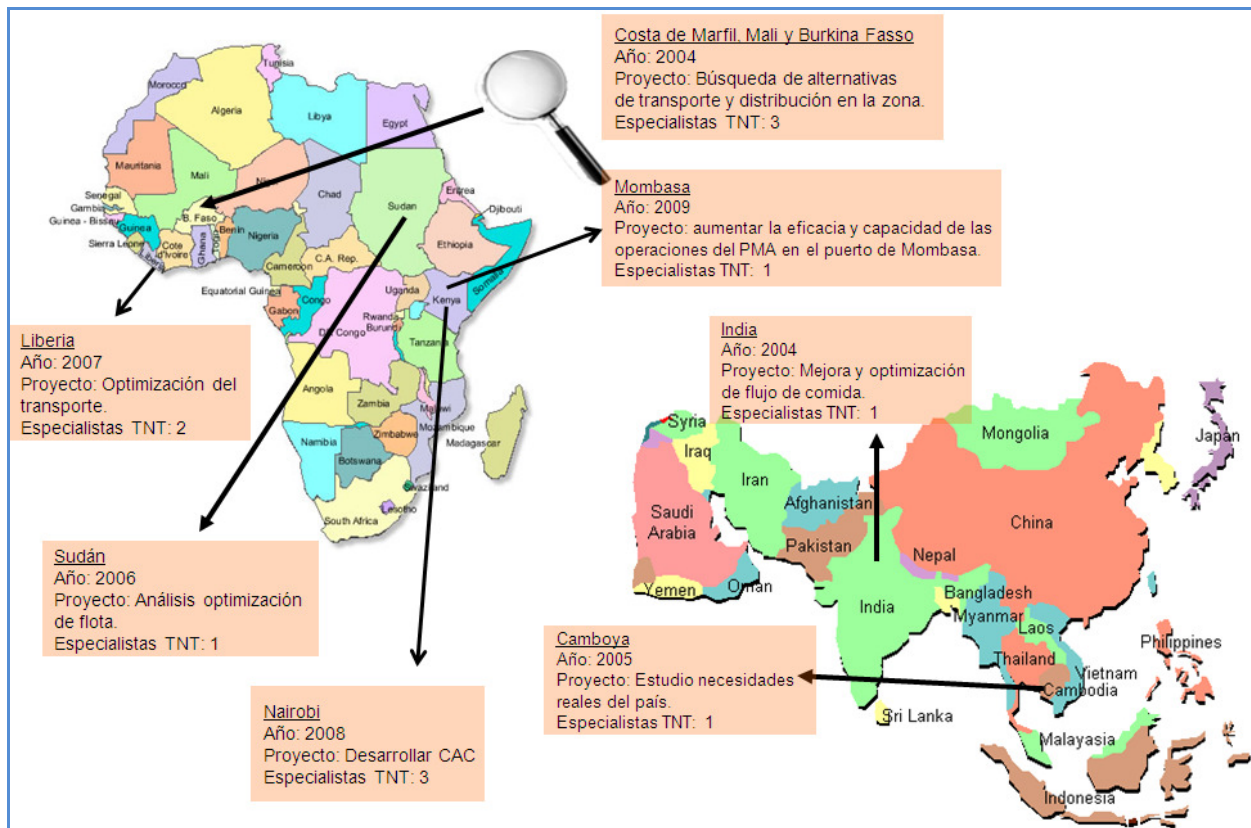 Costa de Marfil, Mali y Burkina Fasso
Año: 2004
Proyecto: Búsqueda de alternativas
de transporte y distribución en la zona.
Especialistas TNT: 3
Mombasa
Año: 2009
Proyecto: aumentar la eficacia y capacidad de las
operaciones del PMA en el puerto de Mombasa.
Especialistas TNT: 1
Tunisia
Morocco
Algeria
Libya
Egypt
Mauritania
Mali
Niger
Chad
Sudan
Eritrea
Senegal
Gambia
Guinea - Bissau
Guinea
B. Faso
Djibouti
Sierra Leone
Liberia
Cote
d'Ivoire
Ghana
Togo
Benin
Nigeria
Cameroon
C.A. Rep.
Ethiopia
Somalia
Equatorial Guinea
Gabon
Congo
DR Congo
Uganda
Rwanda
Burundi
Kenya
Tanzania
Angola
Zambia
Malawi
Mozambique
Madagascar
Namibia
Botswana
Zimbabwe
Swaziland
Lesotho
South Africa
Liberia
Año: 2007
Proyecto: Optimización del
transporte.
Especialistas TNT: 2
Sudán
Año: 2006
Proyecto: Análisis optimización
de flota.
Especialistas TNT: 1
Nairobi
Año: 2008
Proyecto: Desarrollar CAC
Especialistas TNT: 3
India
Año: 2004
Proyecto: Mejora y optimización
de flujo de comida.
Especialistas TNT: 1
Camboya
Año: 2005
Proyecto: Estudio necesidades
reales del país.
Especialistas TNT: 1
Syria
Iraq
Iran
Saudi
Arabia
Yemen
Oman
Afghanistan
Pakistan
India
Nepal
Mongolia
China
Japan
Bangladesh
Myanmar
Laos
Thailand
Vietnam
Cambodia
Philippines
Sri Lanka
Malayasia
Indonesia